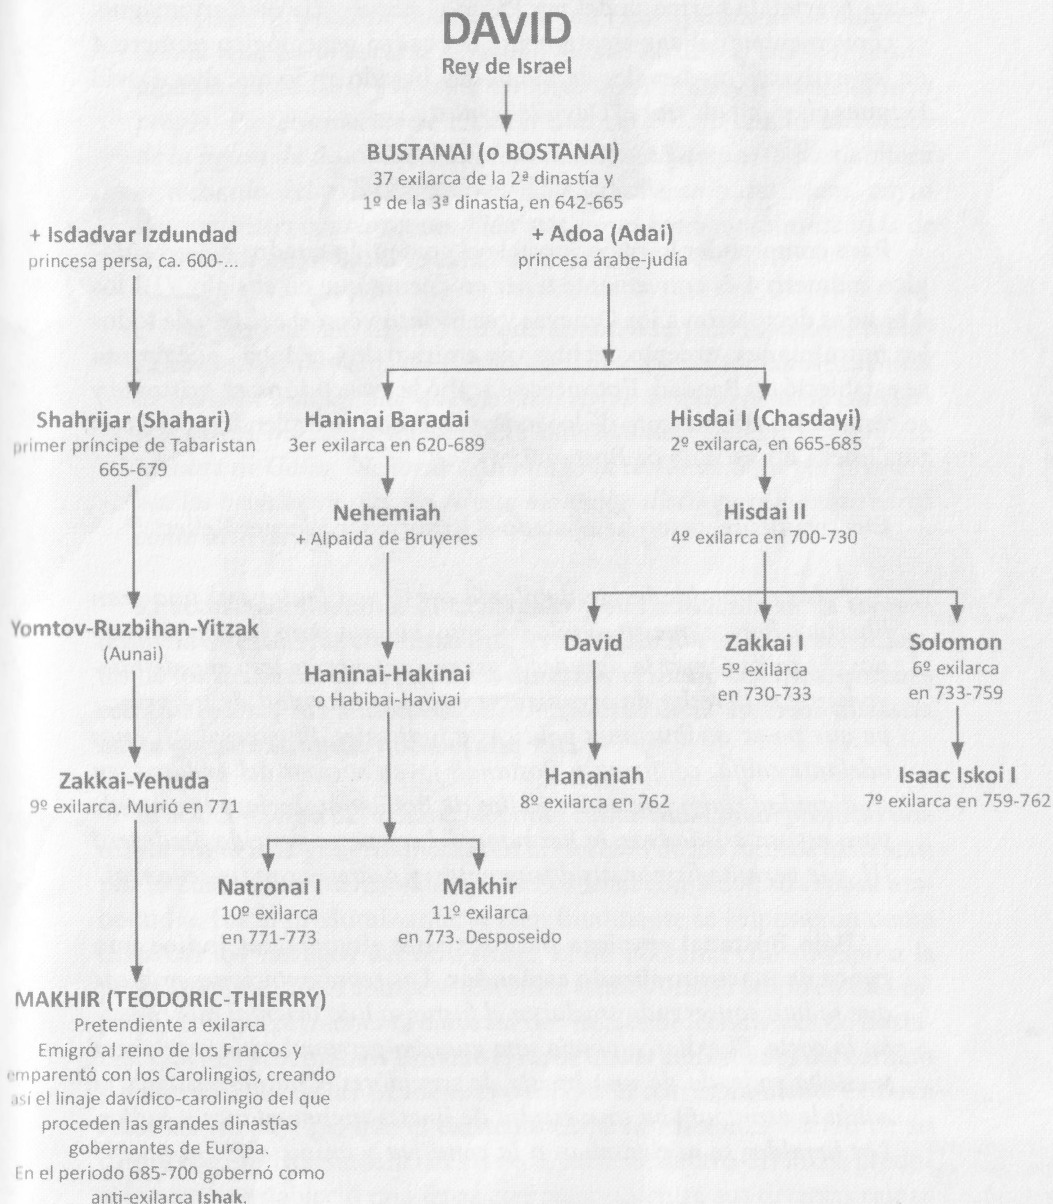 DAVID
Rey de Israel
BUSTANAI (o BOSTANAI)
37 exilarca de la 2ª dinastía y
1º de la 3ª dinastía, en 642-665
+ Isdadvar Izdundad
princesa persa, ca. 600-...
+ Adoa (Adai)
princesa árabe-judía
Shahrijar (Shahari)
primer príncipe de Tabaristan
665-679
Haninai Baradai
3er exilarca en 620-689
Hisdai I (Chasdayi)
2º exilarca, en 665-685
Nehemiah
+ Alpaida de Bruyeres
Hisdai II
4º exilarca en 700-730
Yomtov-Ruzbihan-Yitzak
(Aunai)
Haninai-Hakinai
o Habibai-Havivai
David
Zakkai I
5º exilarca
en 730-733
Solomon
6º exilarca
en 733-759
Zakkai-Yehuda
9º exilarca. Murió en 771
Hananiah
8º exilarca en 762
Isaac Iskoi I
7º exilarca en 759-762
Natronai I
10º exilarca
en 771-773
Makhir
11º exilarca
en 773. Desposeido
MAKHIR (TEODORIC-THIERRY)
Pretendiente a exilarca
Emigró al reino de los Francos y
emparentó con los Carolingios, creando
así el linaje davídico-carolingio del que
proceden las grandes dinastías
gobernantes de Europa.
En el periodo 685-700 gobernó como
anti-exilarca Ishak.